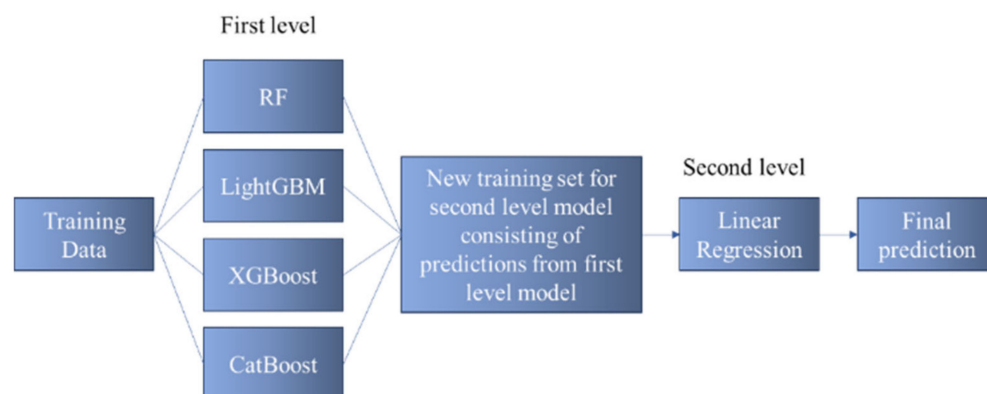 First level
RF
LightGBM
XGBoost
CatBoost
Training
Data
New training set for
second level model
consisting of
predictions from first
level model
Second level
Linear
Regression
Final
prediction